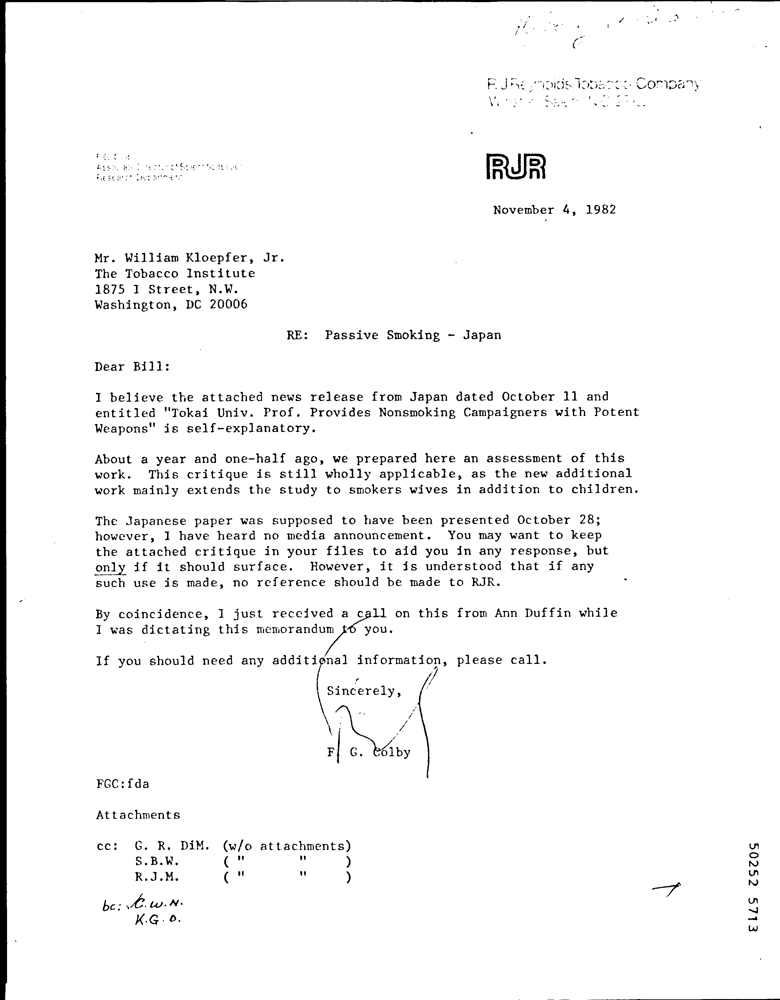 R.J.Reynolds Tobacco Company
RJR
November 4, 1982
Mr. William Kloepfer, Jr.
The Tobacco Institute
1875 I Street, N.W.
Washington, DC 20006
RE: Passive Smoking - Japan
Dear Bill:
I believe the attached news release from Japan dated October 11 and
entitled "Tokai Univ. Prof. Provides Nonsmoking Campaigners with Potent
Weapons" is self-explanatory.
About a year and one-half ago, we prepared here an assessment of this
work. This critique is still wholly applicable, as the new additional
work mainly extends the study to smokers wives in addition to children.
The Japanese paper was supposed to have been presented October 28;
however, I have heard no media announcement. You may want to keep
the attached critique in your files to aid you in any response, but
only if it should surface. However, it is understood that if any
such use is made, no reference should be made to RJR.
By coincidence, I just received a call on this from Ann Duffin while
I was dictating this memorandum to you.
If you should need any additional information, please call.
Sincerely,
F. G. Colby
FGC:fda
Attachments
cc: G. R. DiM. (w/o attachments)
S.B.W. ( " " )
R.J.M. ( " " )
bc: C.W.N.
K.G.D.
50252 5713